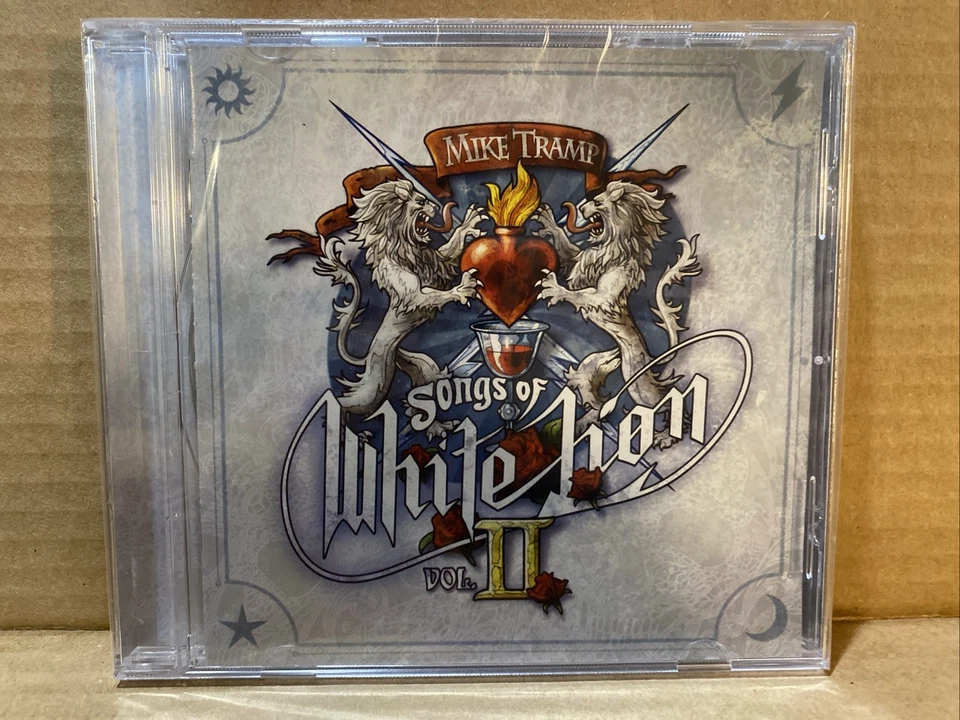 MIKE TRAMP
Songs of
White Lion
VOL. II